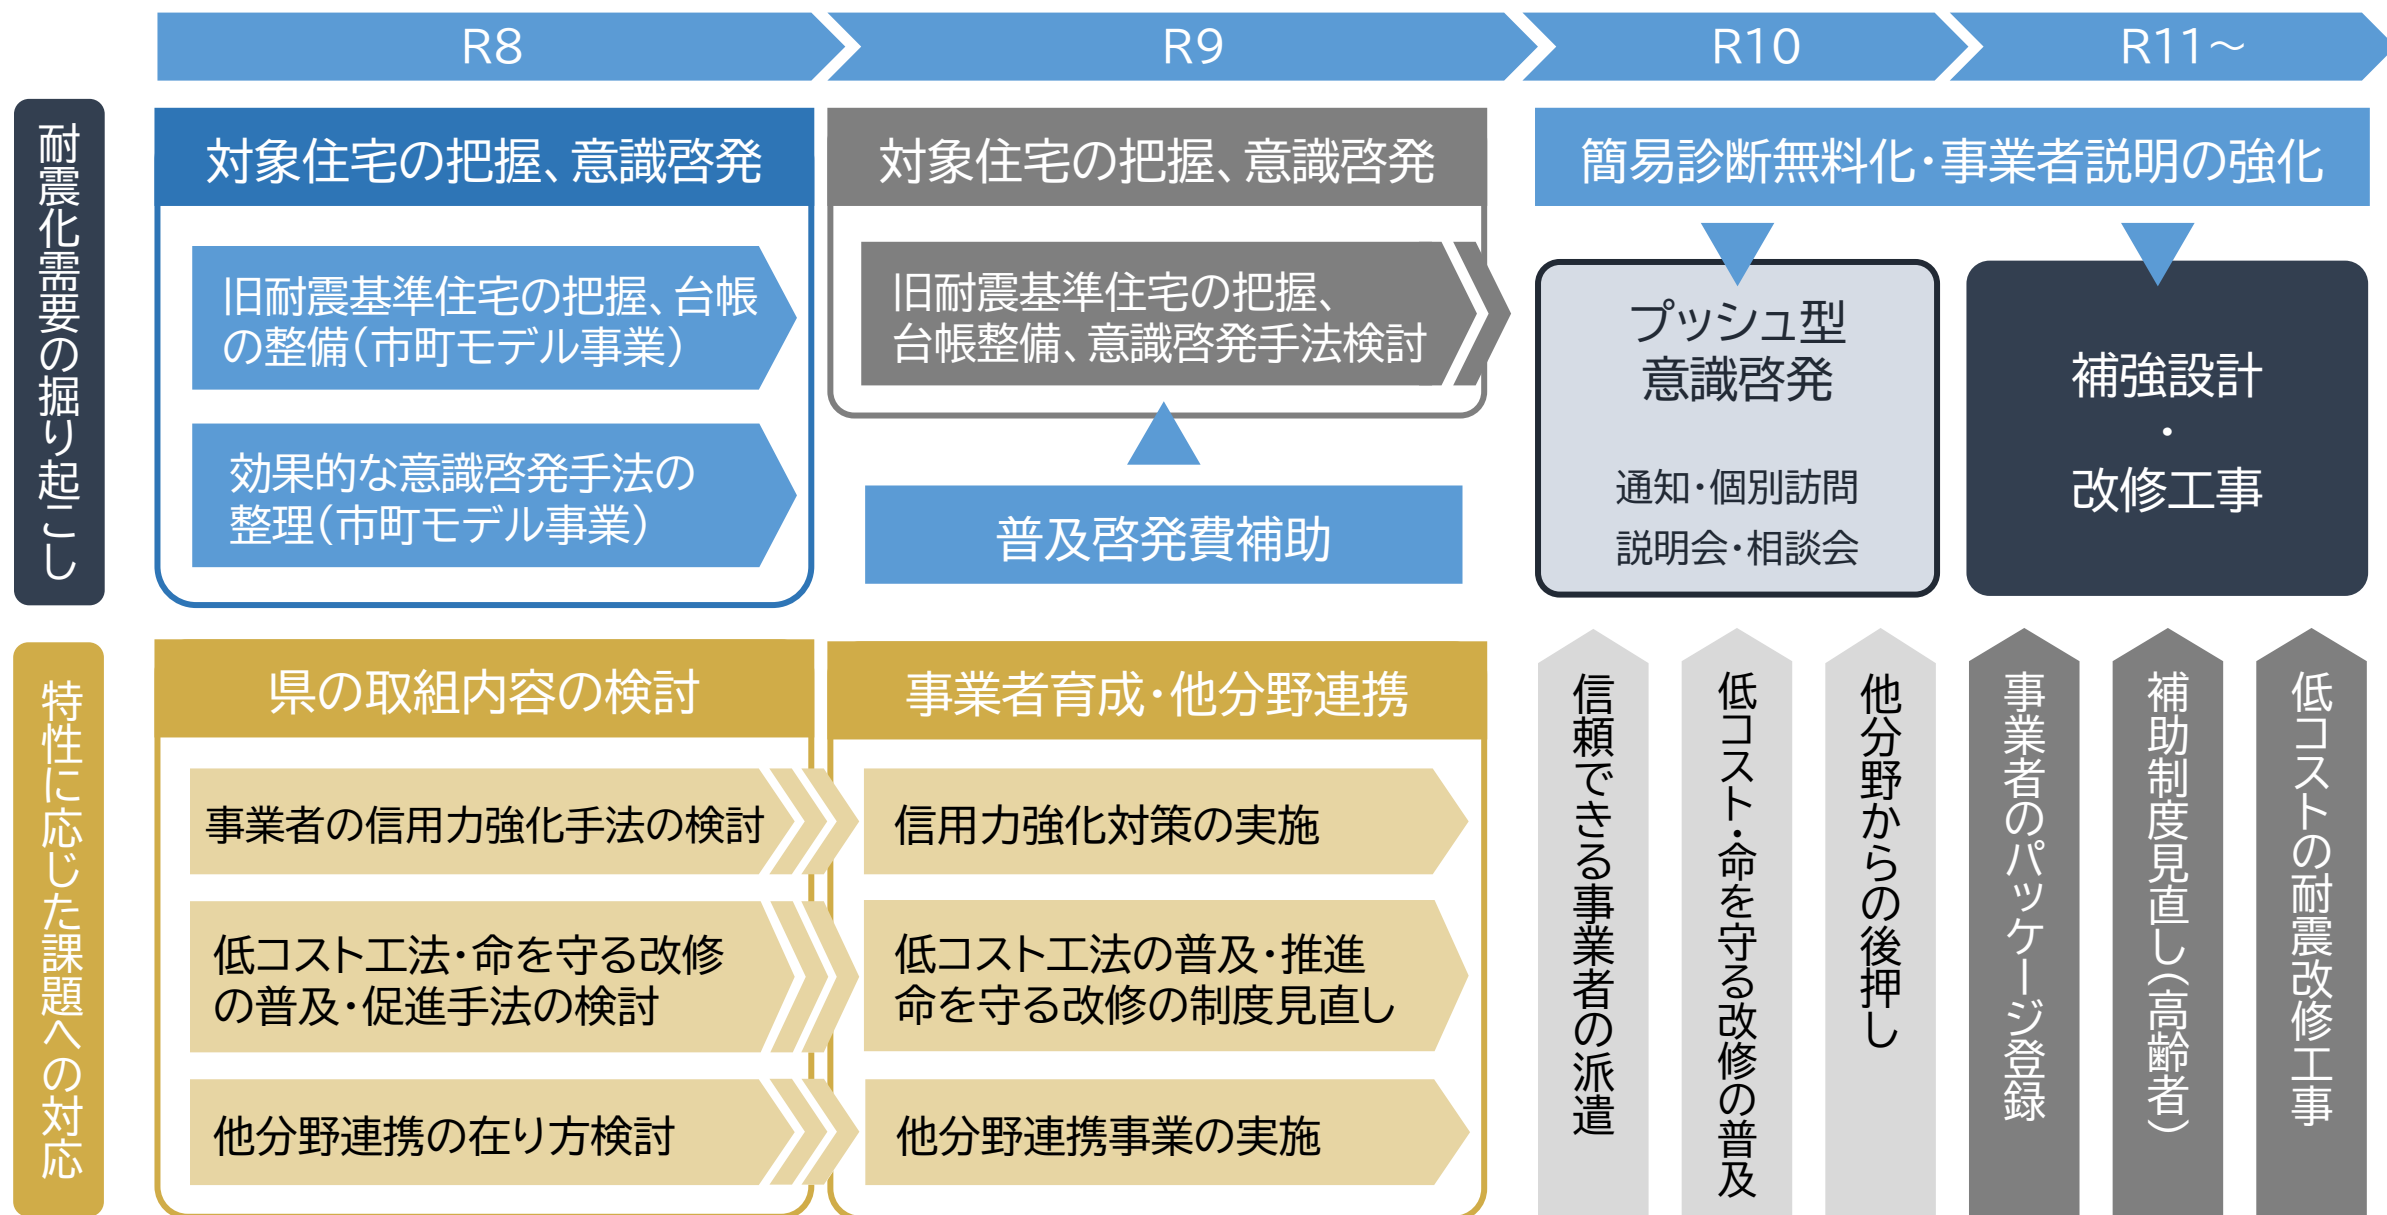 R8
R9
R10
R11～
耐震化需要の掘り起こし
対象住宅の把握、意識啓発
旧耐震基準住宅の把握、台帳
の整備（市町モデル事業）
効果的な意識啓発手法の
整理（市町モデル事業）
対象住宅の把握、意識啓発
旧耐震基準住宅の把握、
台帳整備、意識啓発手法検討
普及啓発費補助
簡易診断無料化・事業者説明の強化
プッシュ型
意識啓発
通知・個別訪問
説明会・相談会
補強設計
・
改修工事
特性に応じた課題への対応
県の取組内容の検討
事業者の信用力強化手法の検討
低コスト工法・命を守る改修
の普及・促進手法の検討
他分野連携の在り方検討
事業者育成・他分野連携
信用力強化対策の実施
低コスト工法の普及・推進
命を守る改修の制度見直し
他分野連携事業の実施
信頼できる事業者の派遣
低コスト・命を守る改修の普及
他分野からの後押し
事業者のパッケージ登録
補助制度見直し（高齢者）
低コストの耐震改修工事